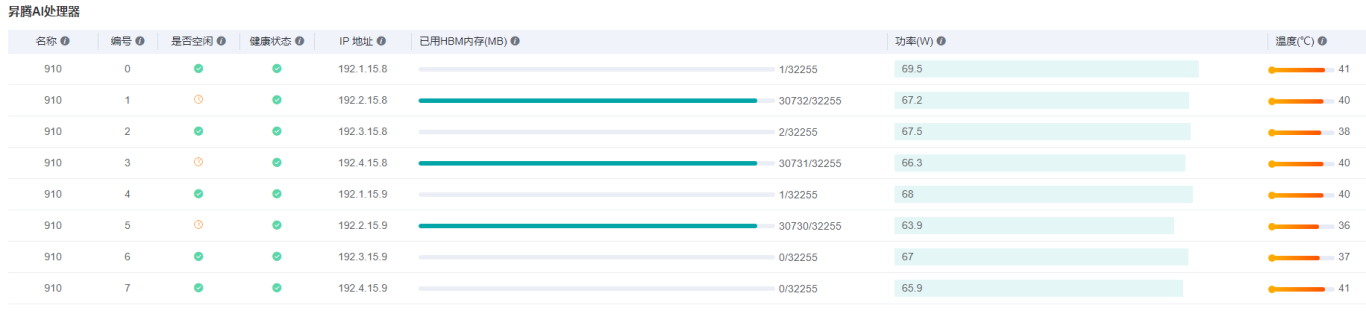 昇腾AI处理器
名称 编号 是否空闲 健康状态 IP 地址 已用HBM内存(MB) 功率(W) 温度(℃)
910 0 192.1.15.8 1/32255 69.5 41
910 1 192.2.15.8 30732/32255 67.2 40
910 2 192.3.15.8 2/32255 67.5 38
910 3 192.4.15.8 30731/32255 66.3 40
910 4 192.1.15.9 1/32255 68 40
910 5 192.2.15.9 30730/32255 63.9 36
910 6 192.3.15.9 0/32255 67 37
910 7 192.4.15.9 0/32255 65.9 41